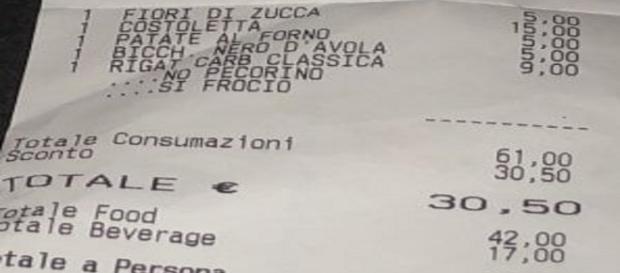 1 FIORI DI ZUCCA 5,00
1 COSTOLETTA 15,00
1 PATATE AL FORNO 5,00
1 BICCH. NERO D'AVOLA 5,00
1 RIGAT CARB CLASSICA 9,00
....NO PECORINO
....SI FROCIO
Totale Consumazioni 61,00
Sconto 30,50
TOTALE € 30,50
otale Food 42,00
otale Beverage 17,00
tale a Persona